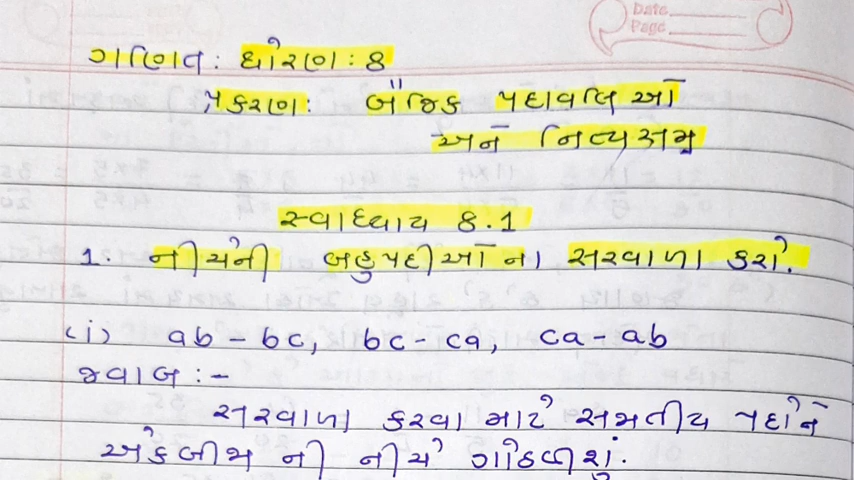 Date
Page
ગણિત : ધોરણ : 8
પ્રકરણ : બૈજિક પદાવલિઓ
અને નિત્યસમ
સ્વાધ્યાય 8.1
1. નીચેની બહુપદીઓના સરવાળા કરો.
(i) ab - bc, bc - ca, ca - ab
જવાબ :-
સરવાળા કરવા માટે સજાતીય પદોને
એકબીજા ની નીચે ગોઠવીશું.